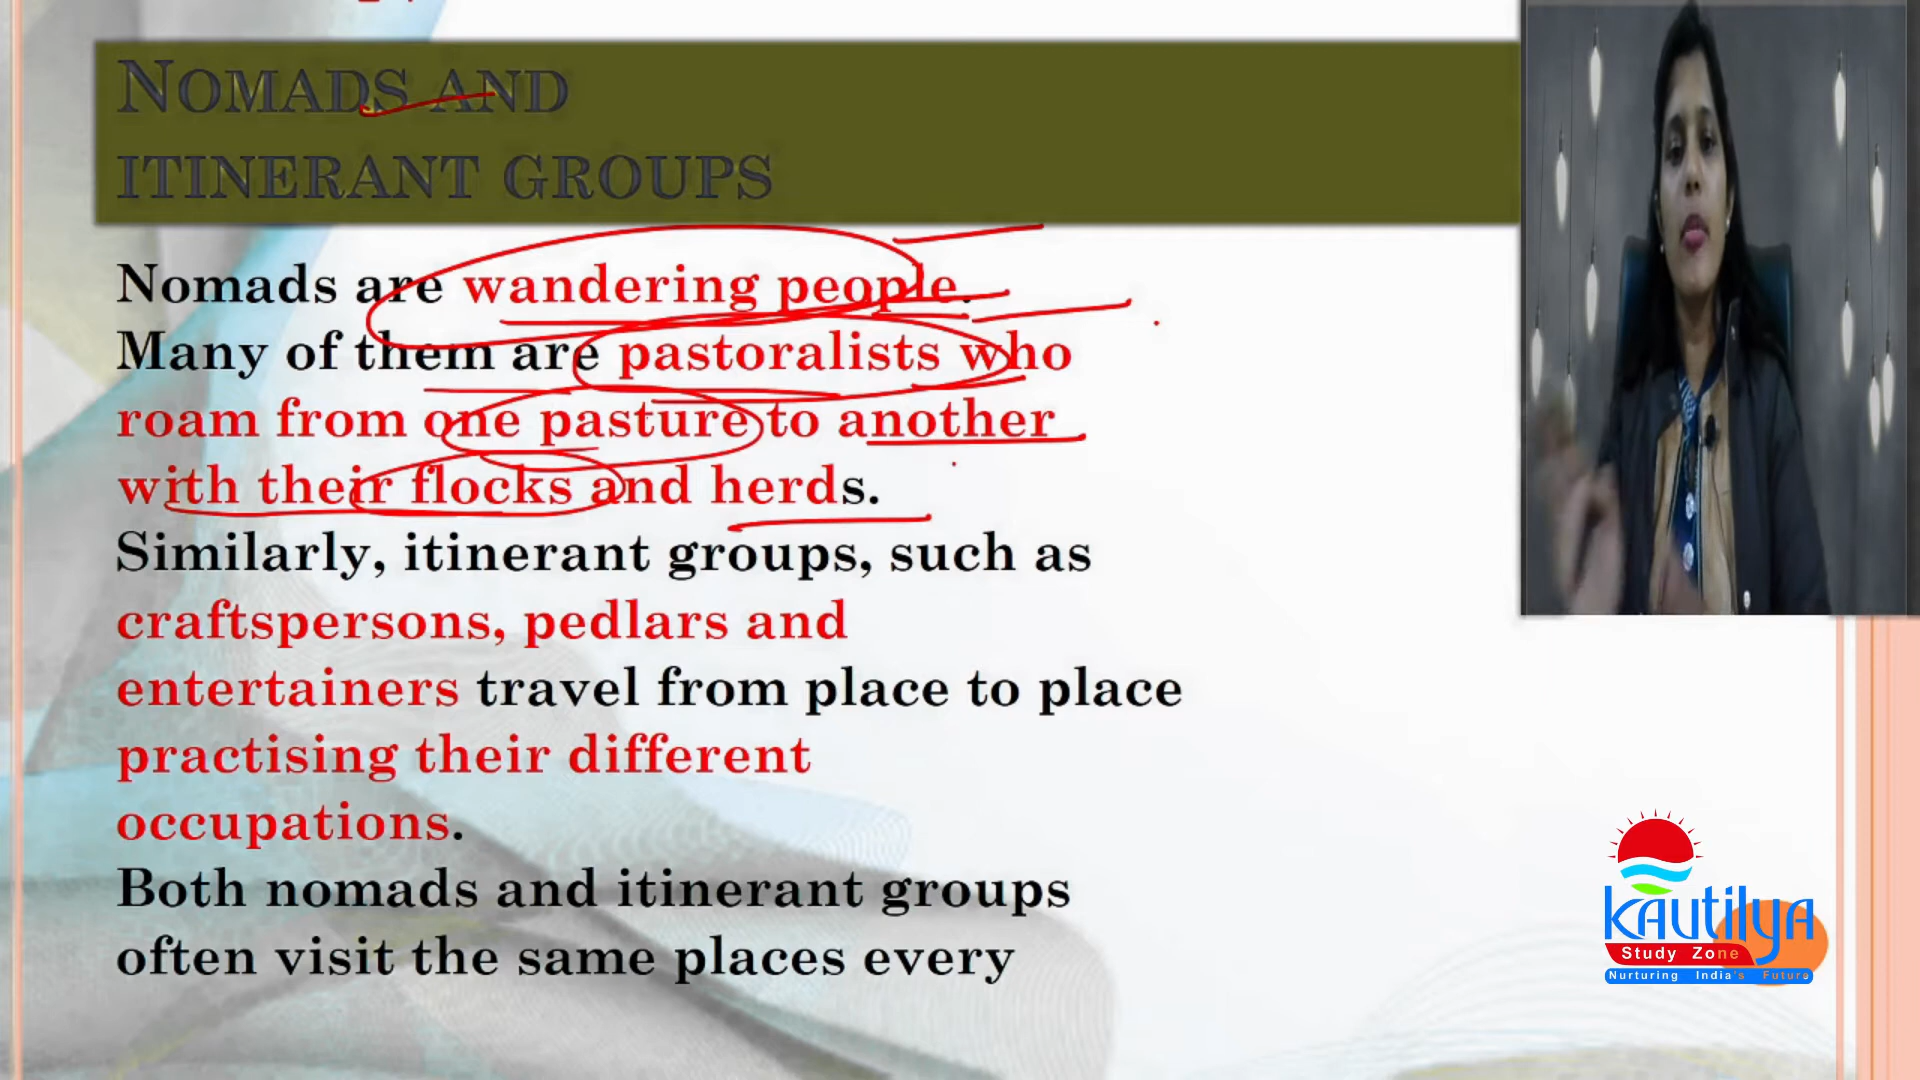 NOMADS AND
ITINERANT GROUPS
Nomads are wandering people.
Many of them are pastoralists who
roam from one pasture to another
with their flocks and herds.
Similarly, itinerant groups, such as
craftspersons, pedlars and
entertainers travel from place to place
practising their different
occupations.
Both nomads and itinerant groups
often visit the same places every
kautilya
Study Zone
Nurturing India's Future